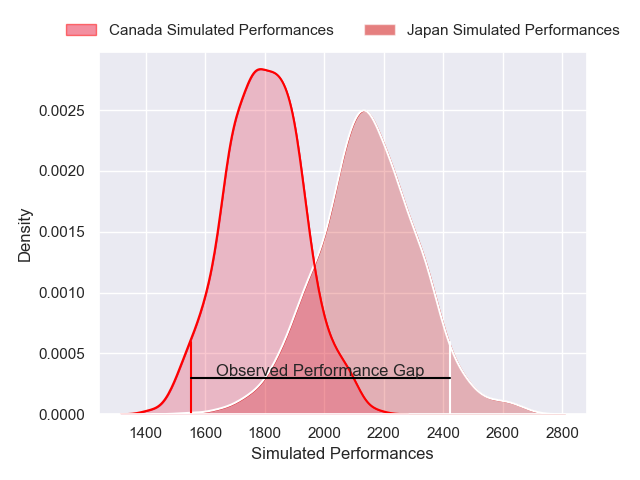 Canada Simulated Performances
Japan Simulated Performances
0.0025
0.0020
0.0015
0.0010
0.0005
0.0000
Density
Observed Performance Gap
1400 1600 1800 2000 2200 2400 2600 2800
Simulated Performances